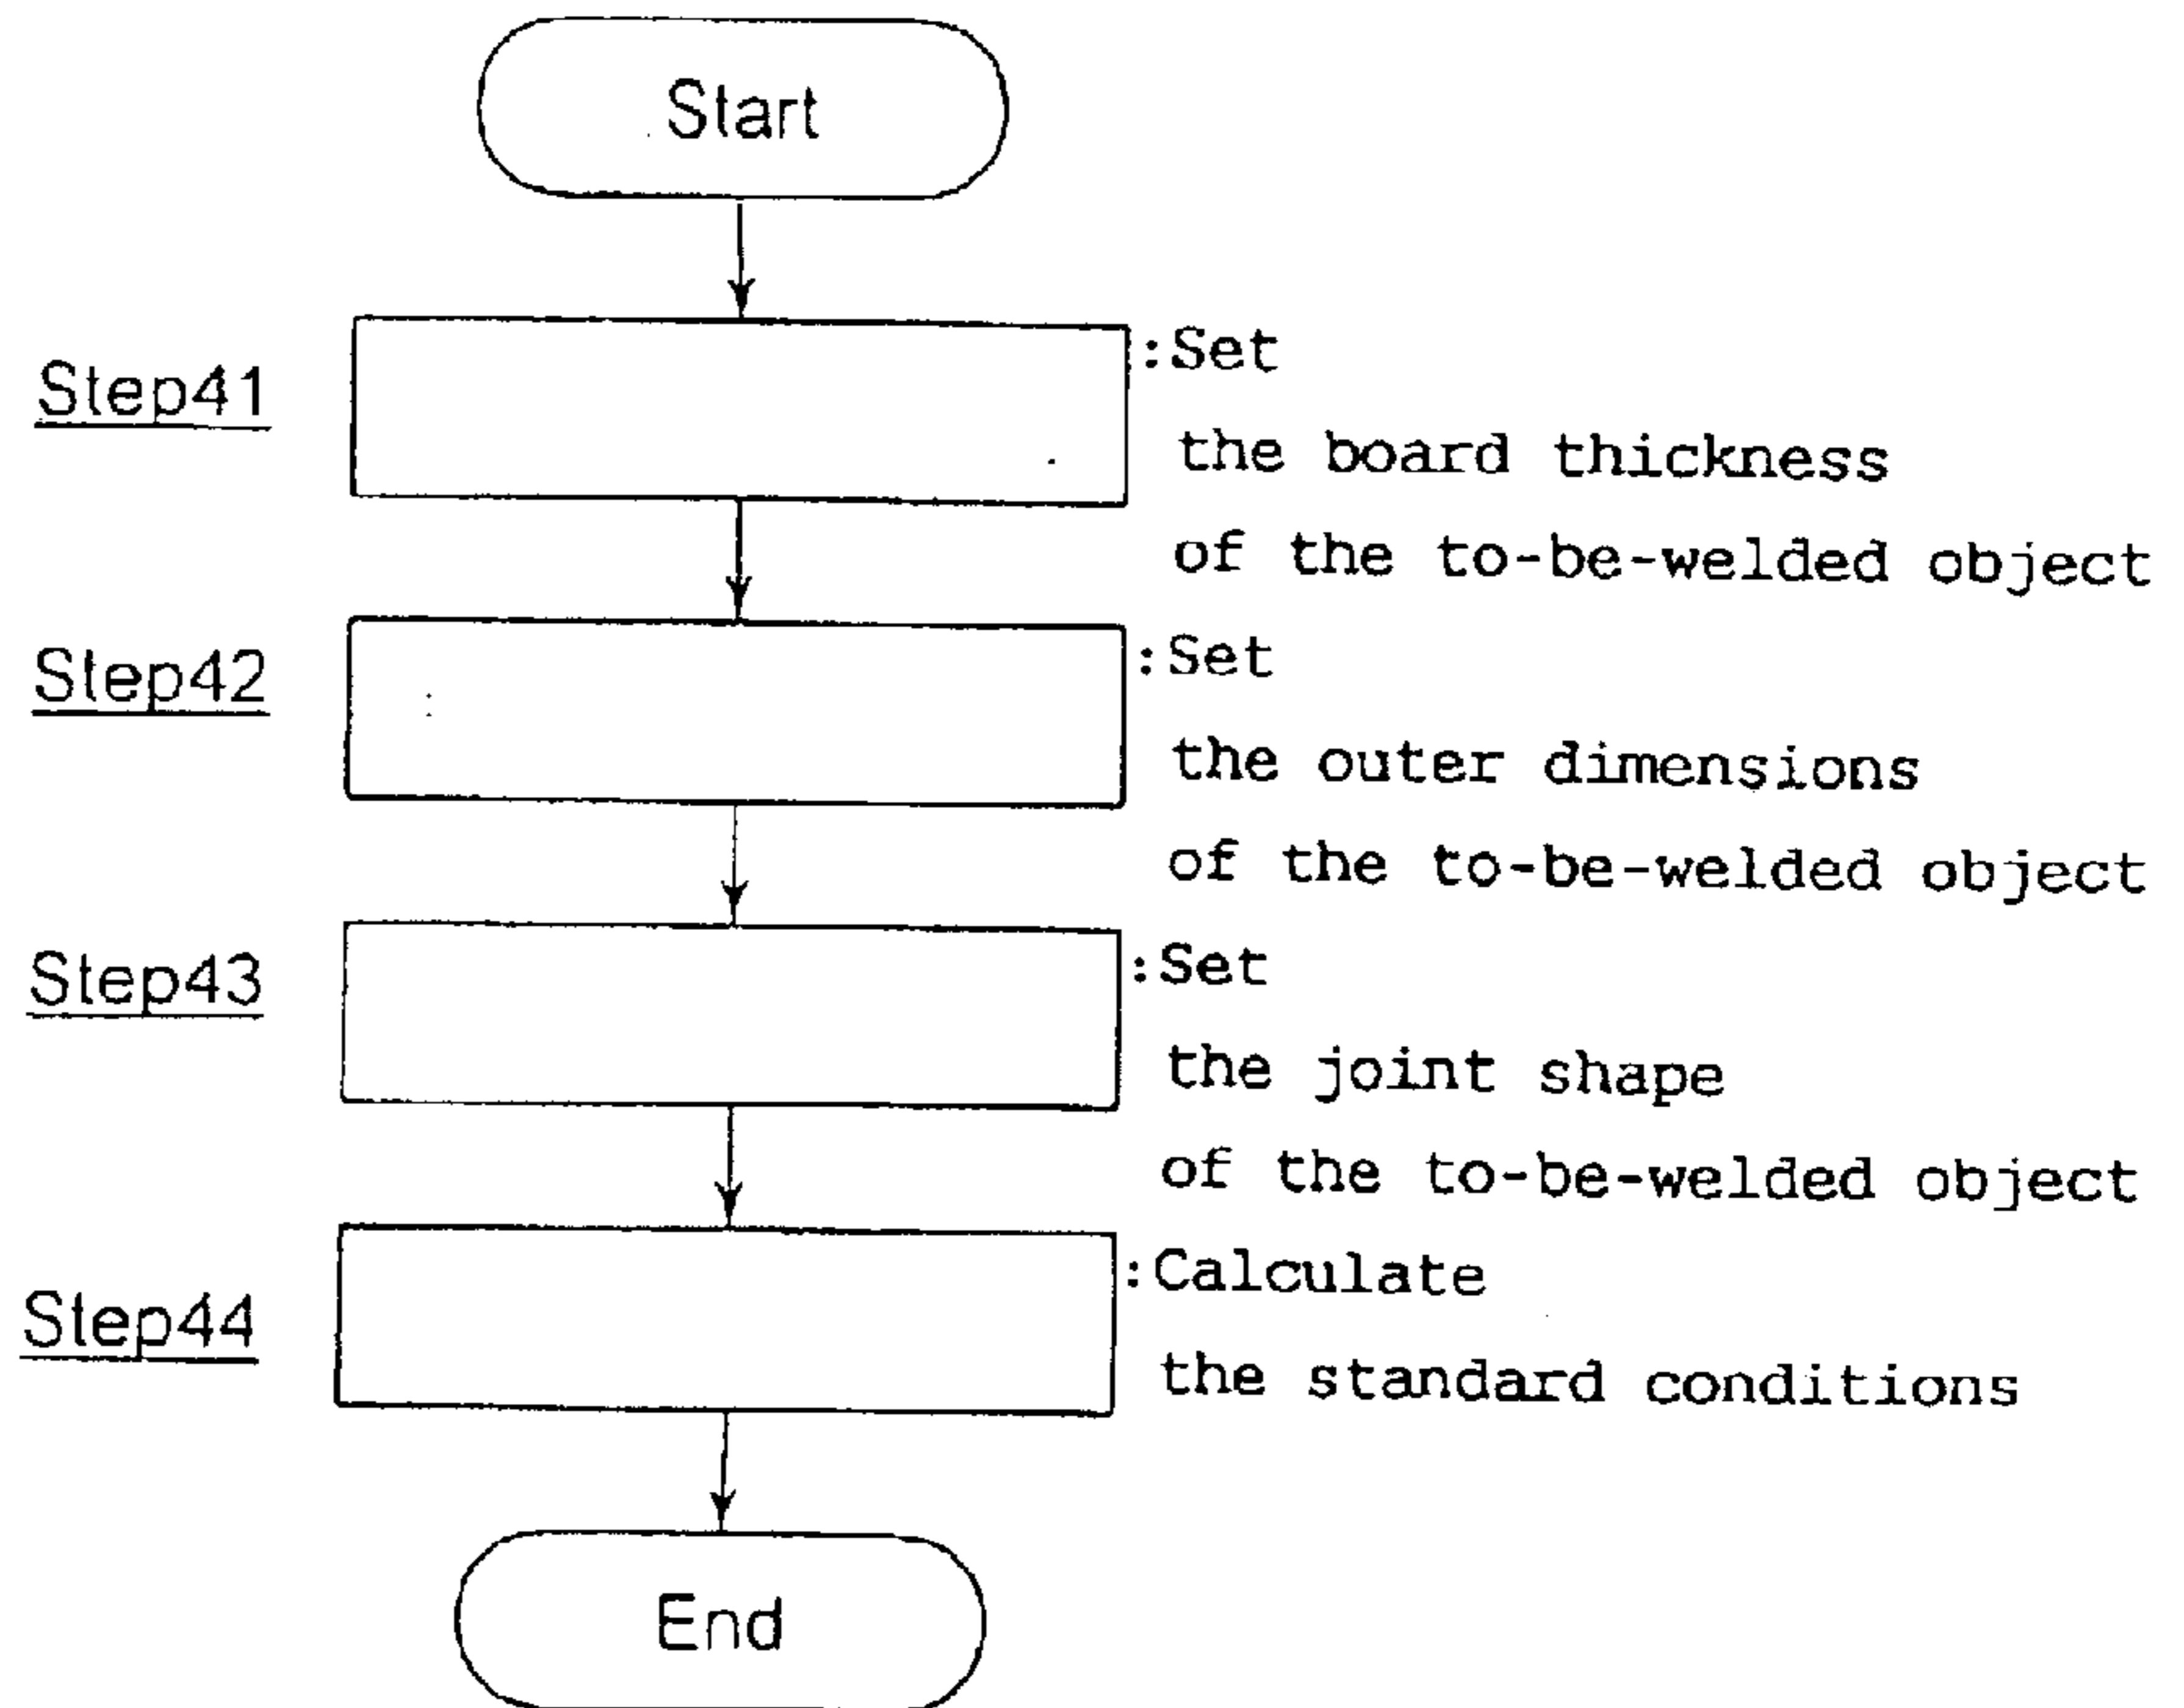 Start
Step41
:Set
the board thickness
of the to-be-welded object
Step42
:Set
the outer dimensions
of the to-be-welded object
Step43
:Set
the joint shape
of the to-be-welded object
Step44
:Calculate
the standard conditions
End